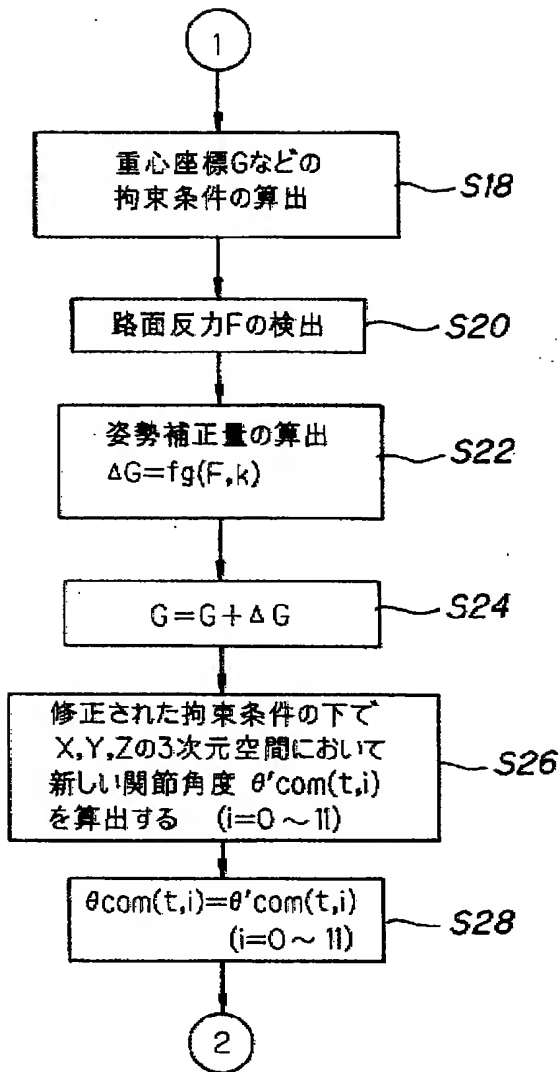 1
重心座標Gなどの
拘束条件の算出
S18
路面反力Fの検出
S20
姿勢補正量の算出
ΔG=fg(F,k)
S22
G=G+ΔG
S24
修正された拘束条件の下で
X,Y,Zの3次元空間において
新しい関節角度 θ'com(t,i)
を算出する (i=0～11)
S26
θcom(t,i)=θ'com(t,i)
(i=0～11)
S28
2